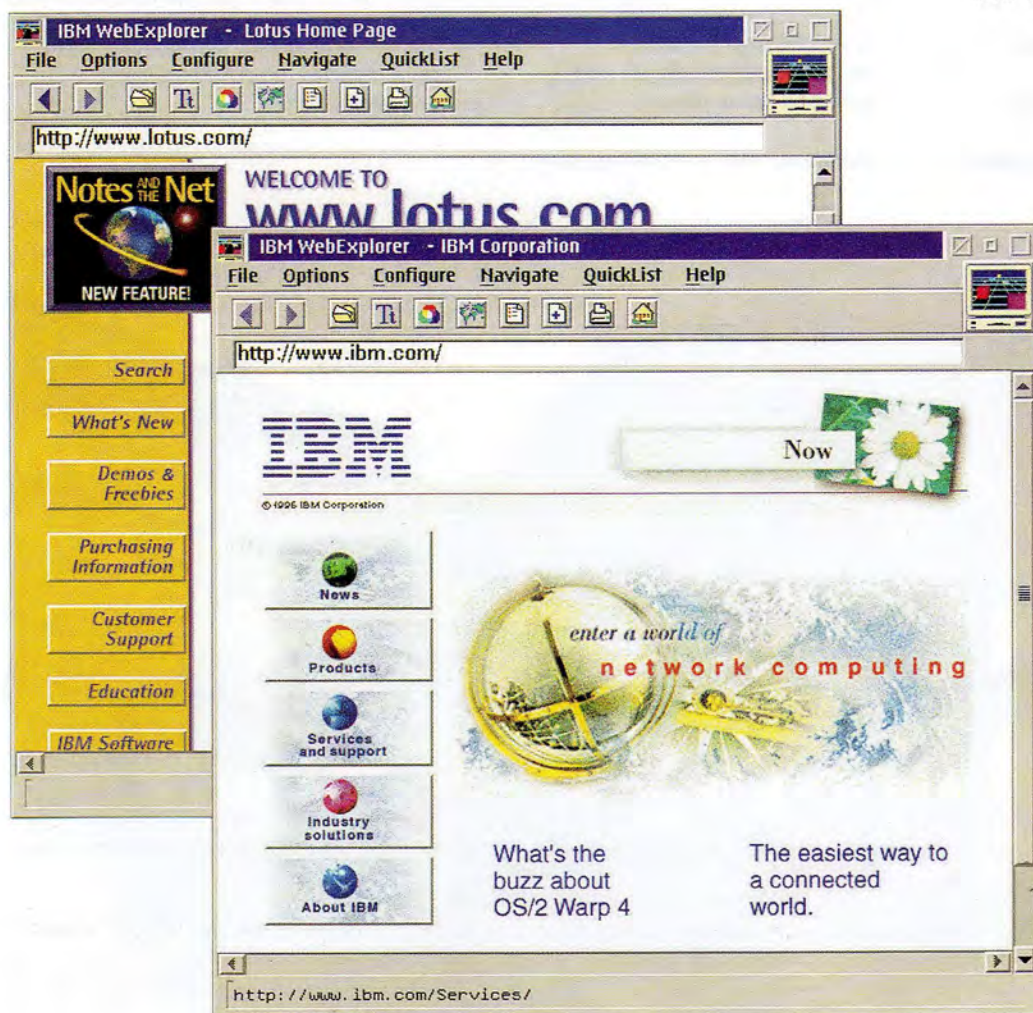 IBM WebExplorer - Lotus Home Page
File Options Configure Navigate QuickList Help
Tt
http://www.lotus.com/
Notes AND THE Net
NEW FEATURE!
WELCOME TO
www.lotus.com
Search
What's New
Demos &
Freebies
Purchasing
Information
Customer
Support
Education
IBM Software
IBM WebExplorer - IBM Corporation
File Options Configure Navigate QuickList Help
Tt
http://www.ibm.com/
IBM
Now
© 1996 IBM Corporation
News
Products
Services
and support
Industry
solutions
About IBM
enter a world of
network computing
What's the
buzz about
OS/2 Warp 4
The easiest way to
a connected
world.
http://www.ibm.com/Services/